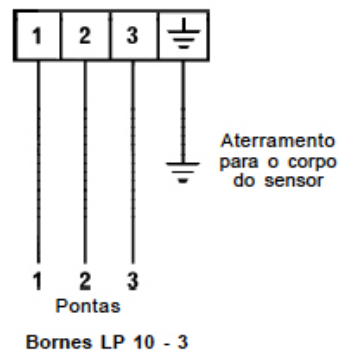 1 2 3
Aterramento
para o corpo
do sensor
1 2 3
Pontas
Bornes LP 10 - 3